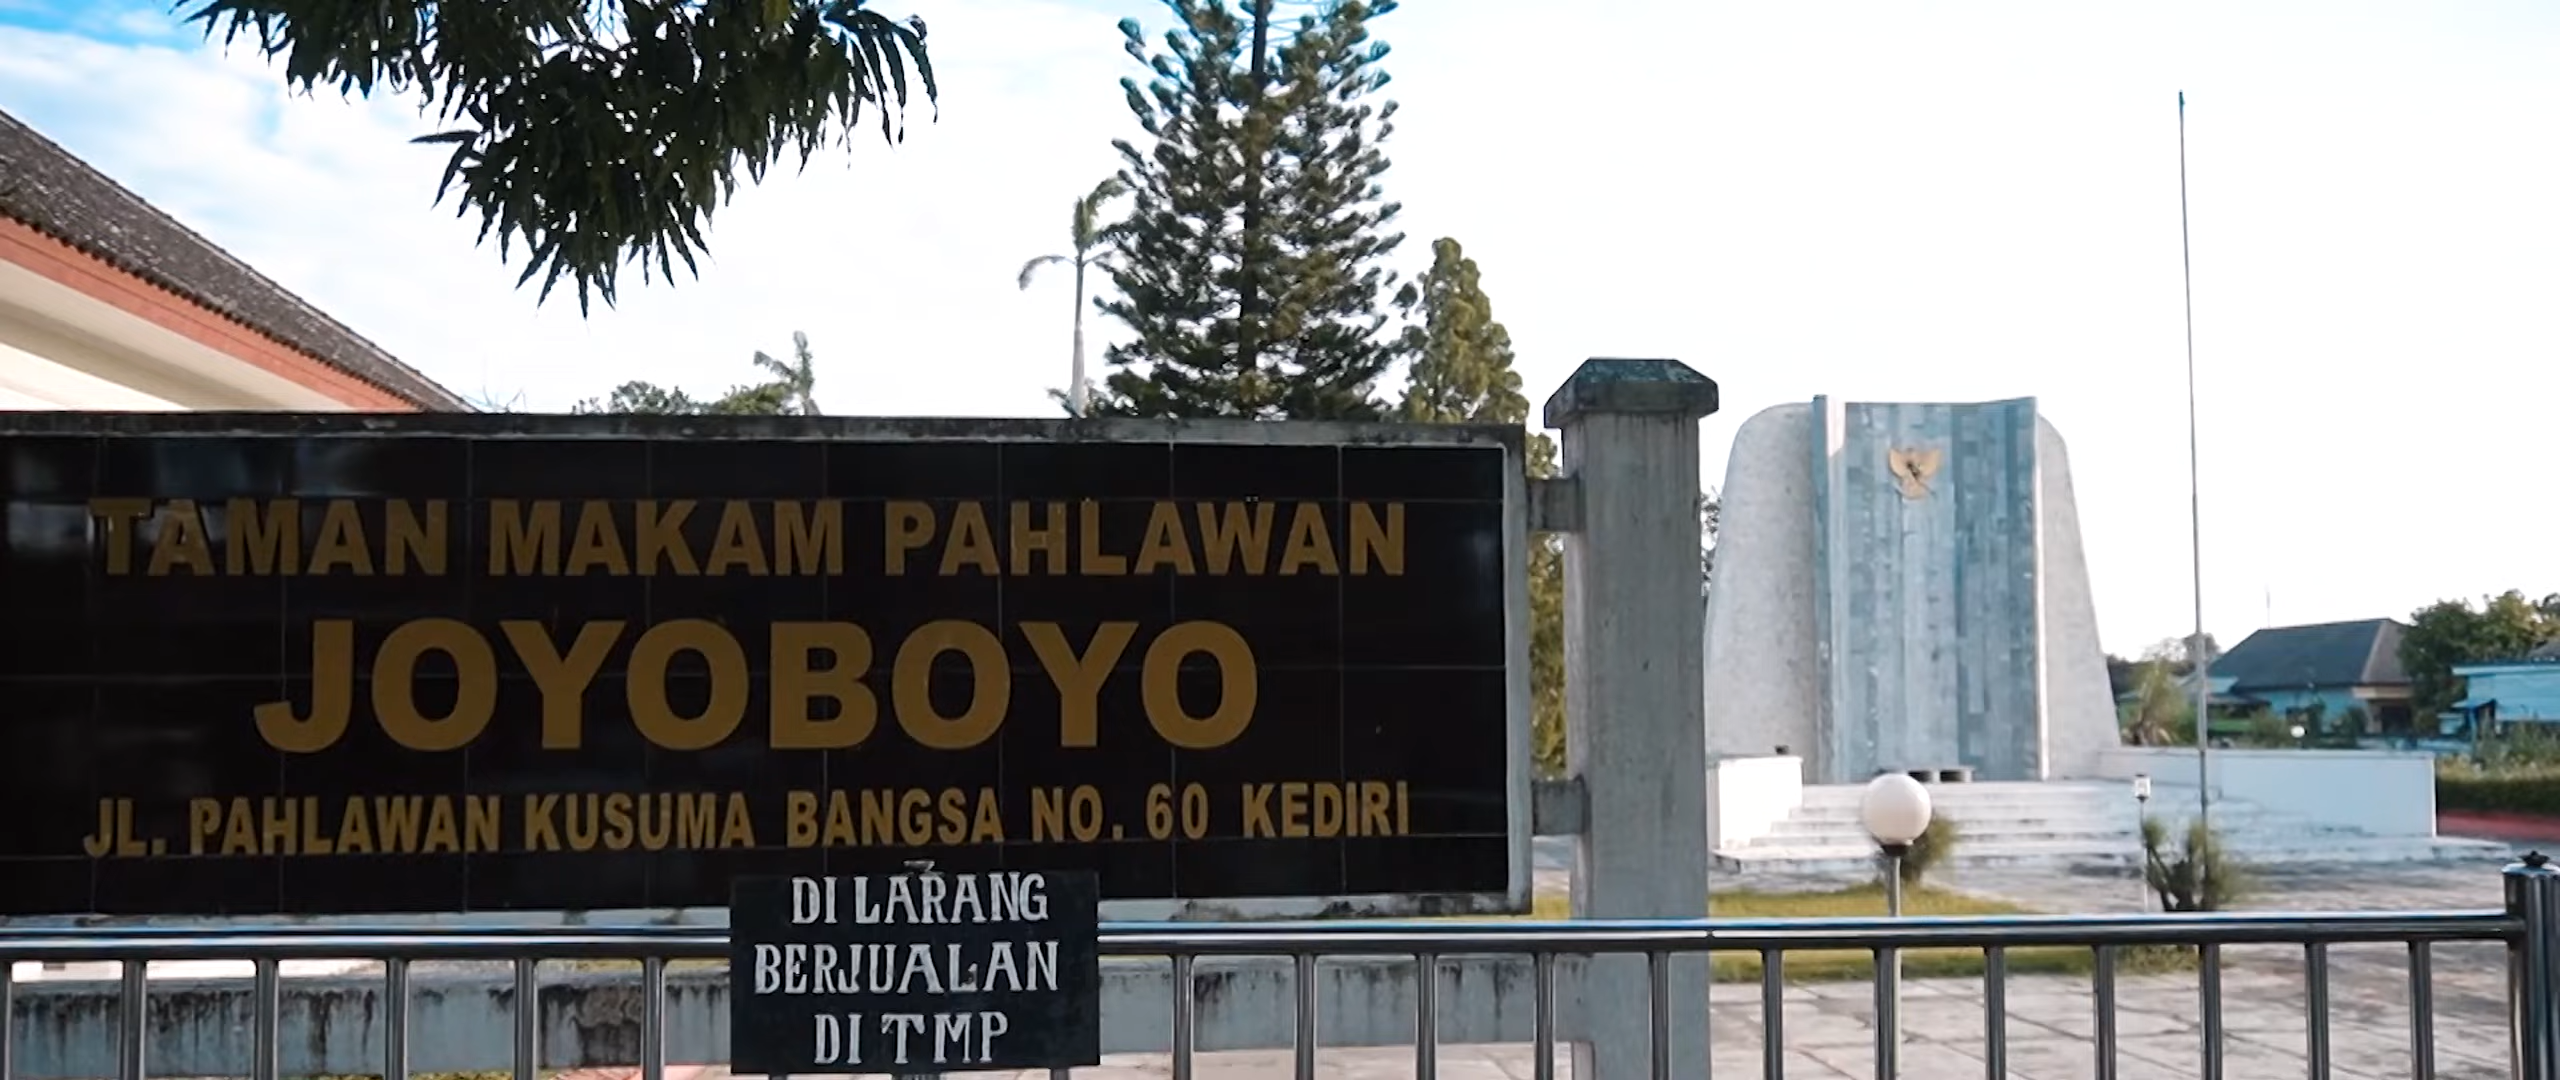 TAMAN MAKAM PAHLAWAN
JOYOBOYO
JL. PAHLAWAN KUSUMA BANGSA NO. 60 KEDIRI
DI LARANG
BERJUALAN
DI TMP